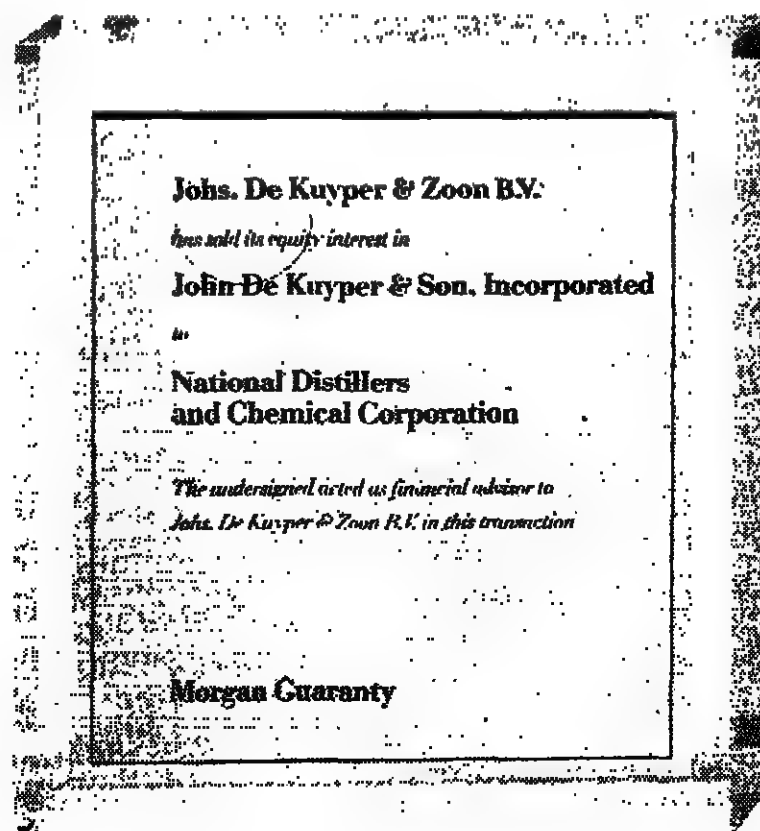 Johs. De Kuyper & Zoon B.V.
has sold its equity interest in
John De Kuyper & Son, Incorporated
to
National Distillers
and Chemical Corporation
The undersigned acted as financial advisor to
Johs. De Kuyper & Zoon B.V. in this transaction
Morgan Guaranty